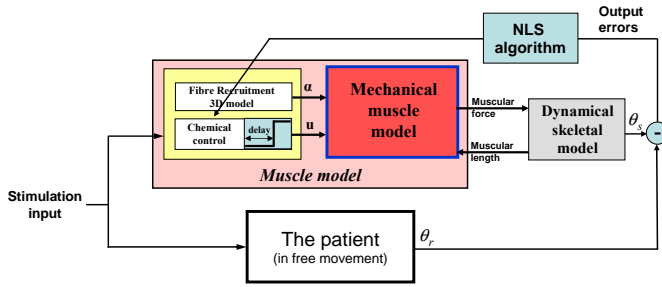 Output
errors
NLS
algorithm
Fibre Recruitment
3D model
α
Chemical
control
delay
u
Mechanical
muscle
model
Muscular
force
Muscular
length
Dynamical
skeletal
model
θs
-
Muscle model
Stimulation
input
The patient
(in free movement)
θr